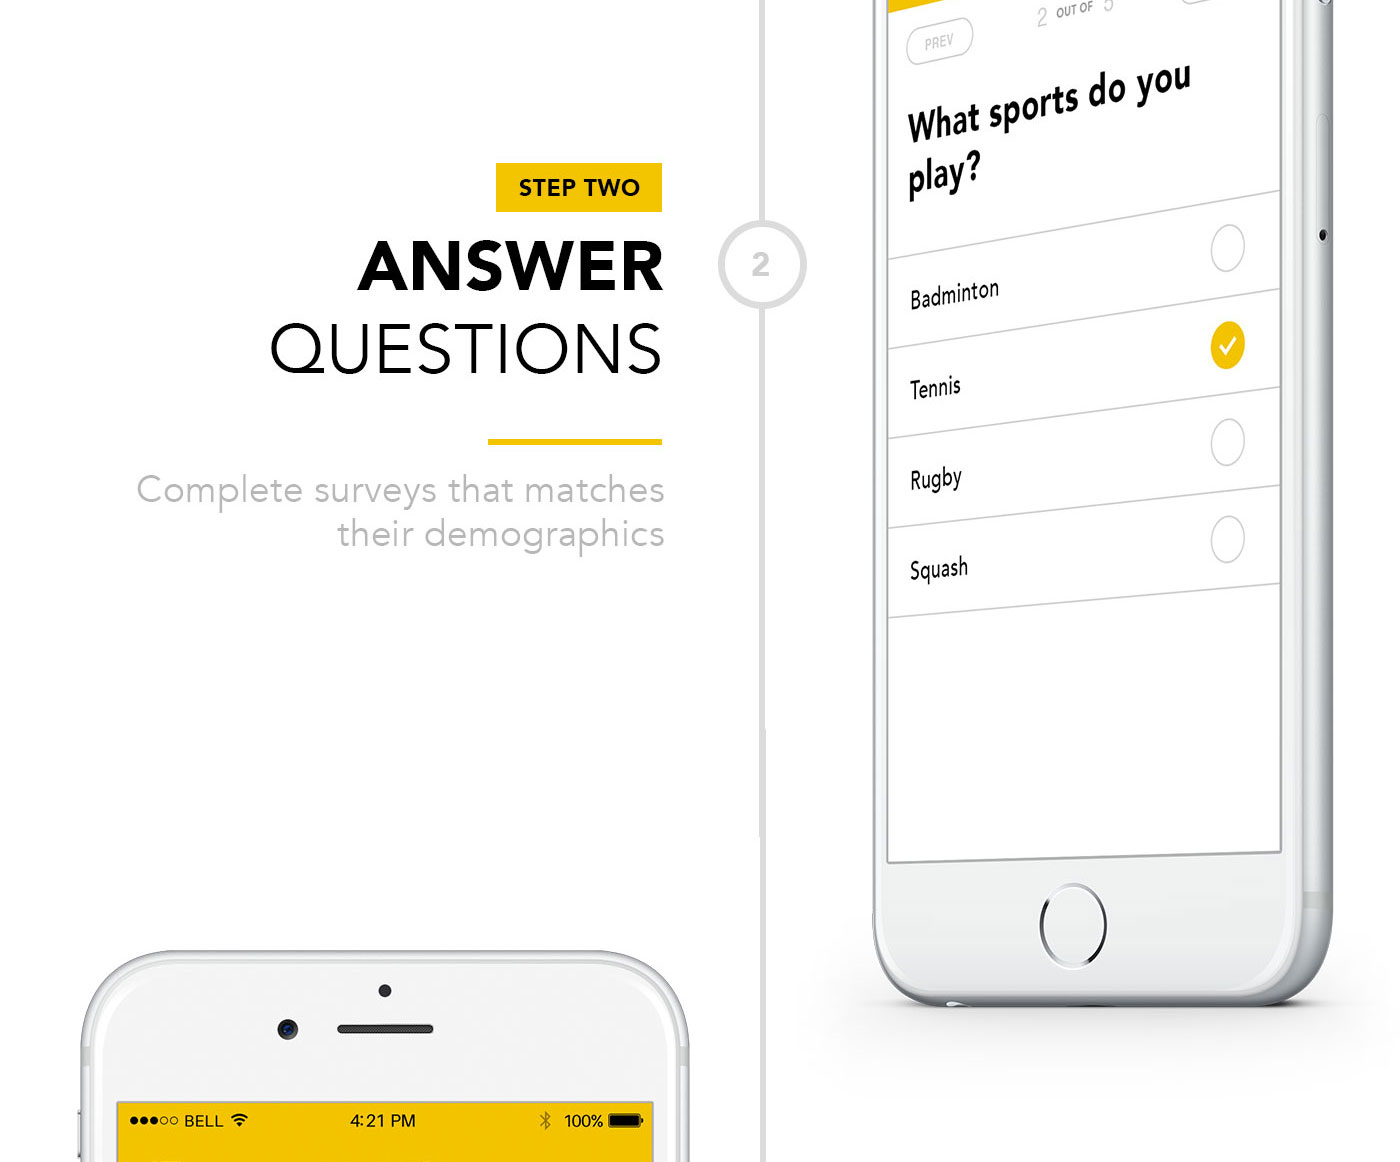 STEP TWO
ANSWER
QUESTIONS
Complete surveys that matches
their demographics
2
PREV
2 OUT OF 5
What sports do you
play?
Badminton
Tennis
Rugby
Squash
BELL
4:21 PM
100%